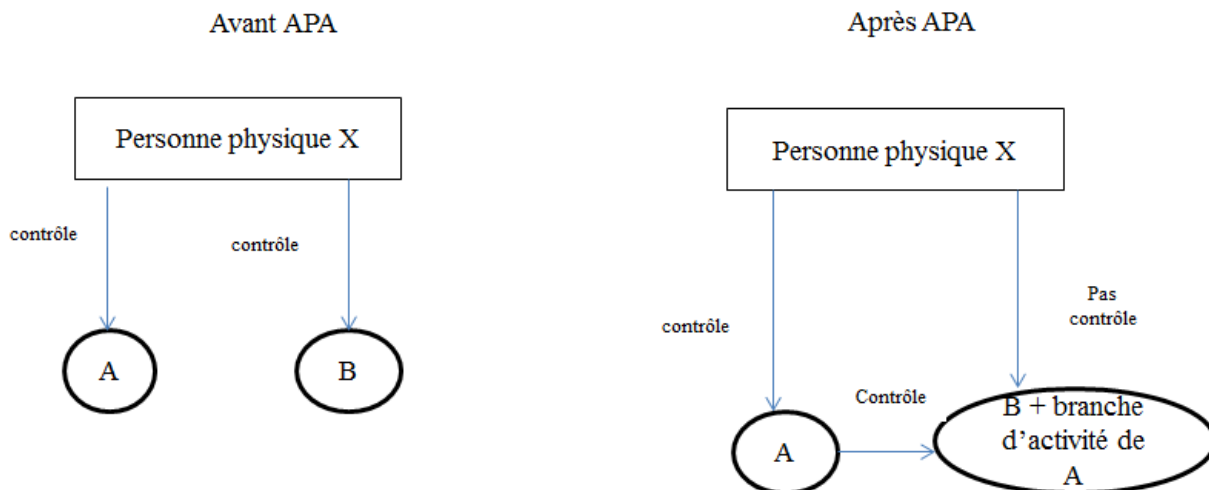 Avant APA
Personne physique X
contrôle
contrôle
A
B
Après APA
Personne physique X
contrôle
Pas
contrôle
Contrôle
A
B + branche
d’activité de
A